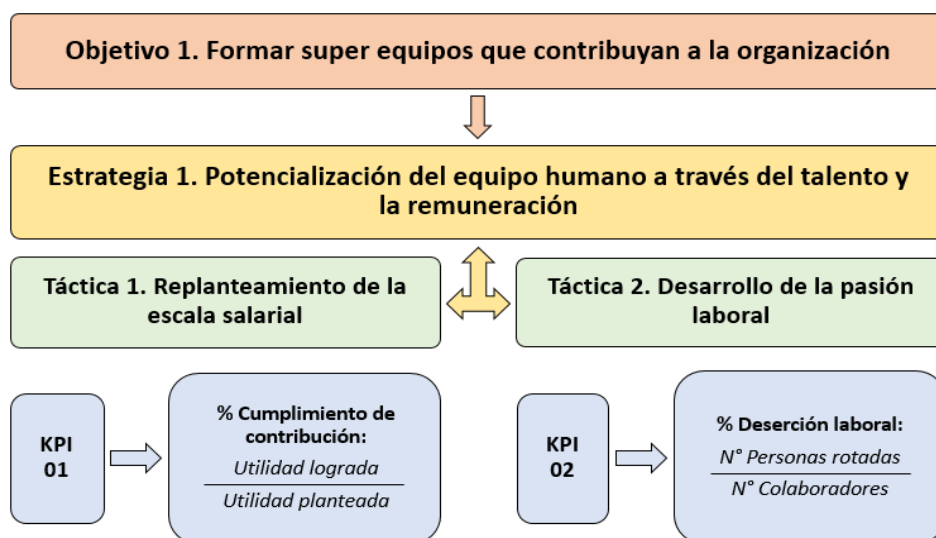 Objetivo 1. Formar super equipos que contribuyan a la organización
Estrategia 1. Potencialización del equipo humano a través del talento y
la remuneración
Táctica 1. Replanteamiento de la
escala salarial
Táctica 2. Desarrollo de la pasión
laboral
KPI
01
% Cumplimiento de
contribución:
Utilidad lograda
Utilidad planteada
KPI
02
% Deserción laboral:
N° Personas rotadas
N° Colaboradores